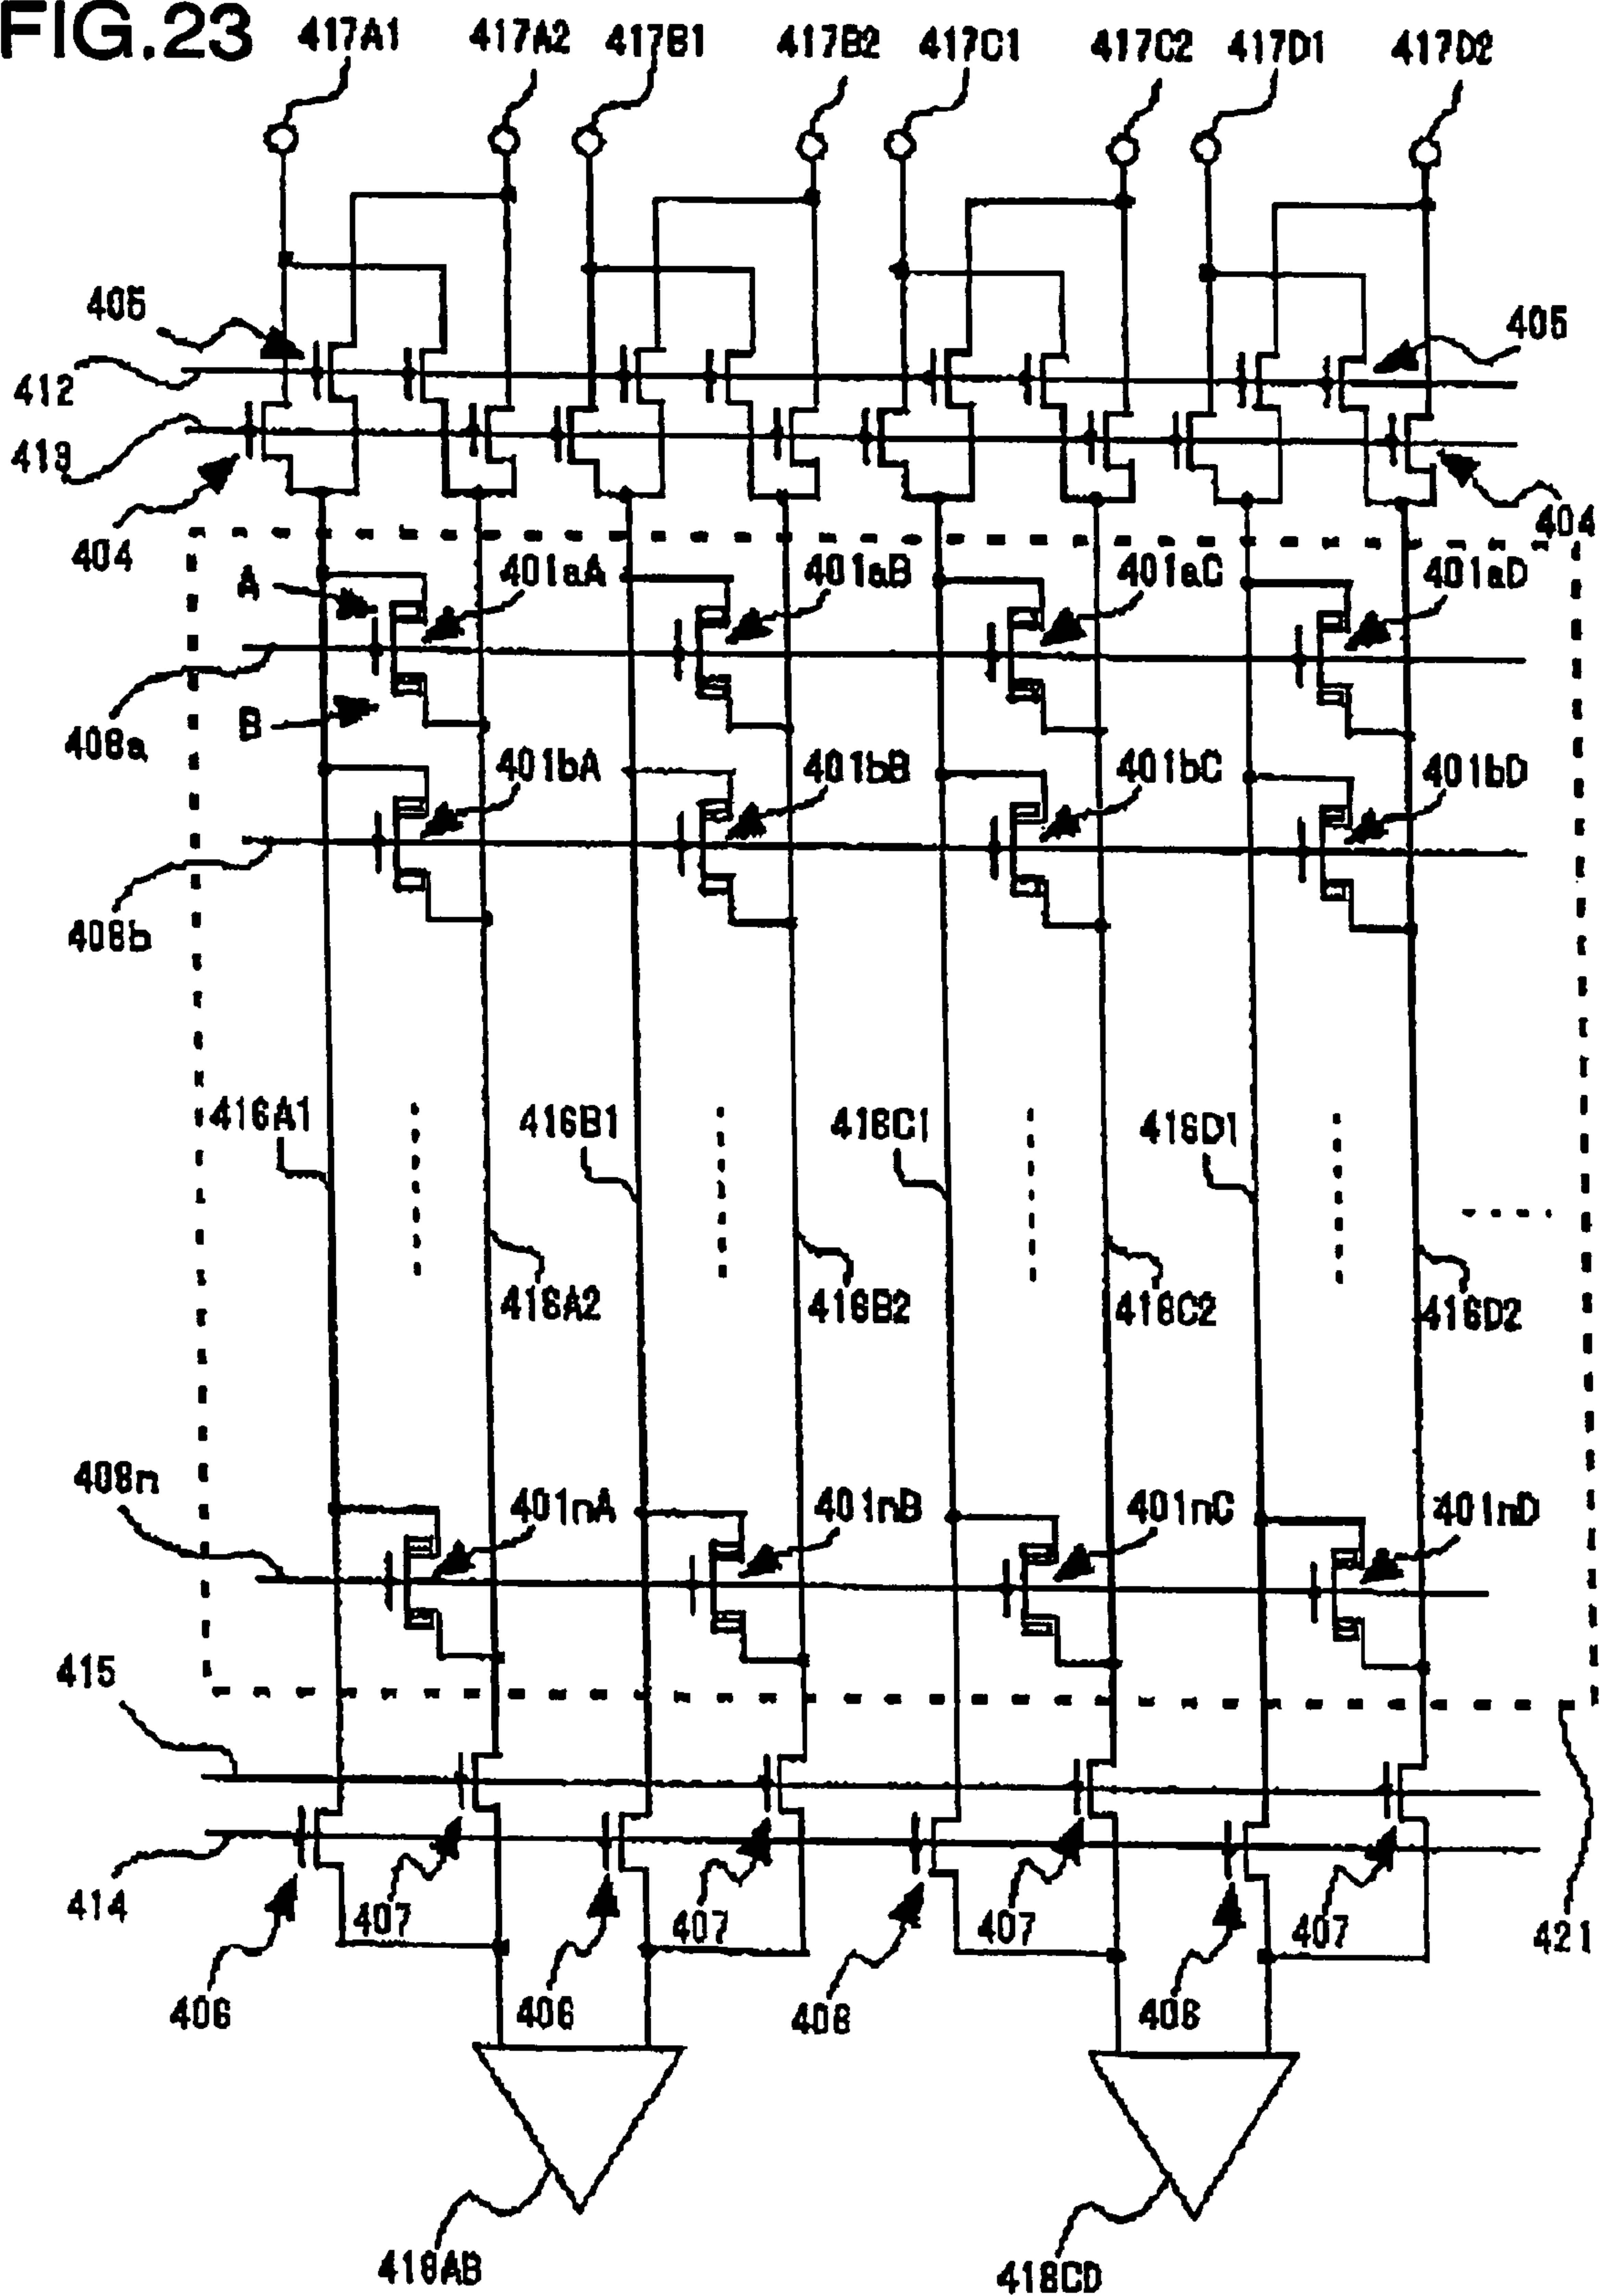 FIG.23
417A1 417A2 417B1 417B2 417C1 417C2 417D1 417D2
405 405
412
413
404 404
A 401aA 401aB 401aC 401aD
408a B
401bA 401bB 401bC 401bD
408b
416A1 416B1 416C1 416D1
416A2 416B2 416C2 416D2
408n 401nA 401nB 401nC 401nD
415
414 407 407 407 407 421
406 406 406 406
418AB 418CD